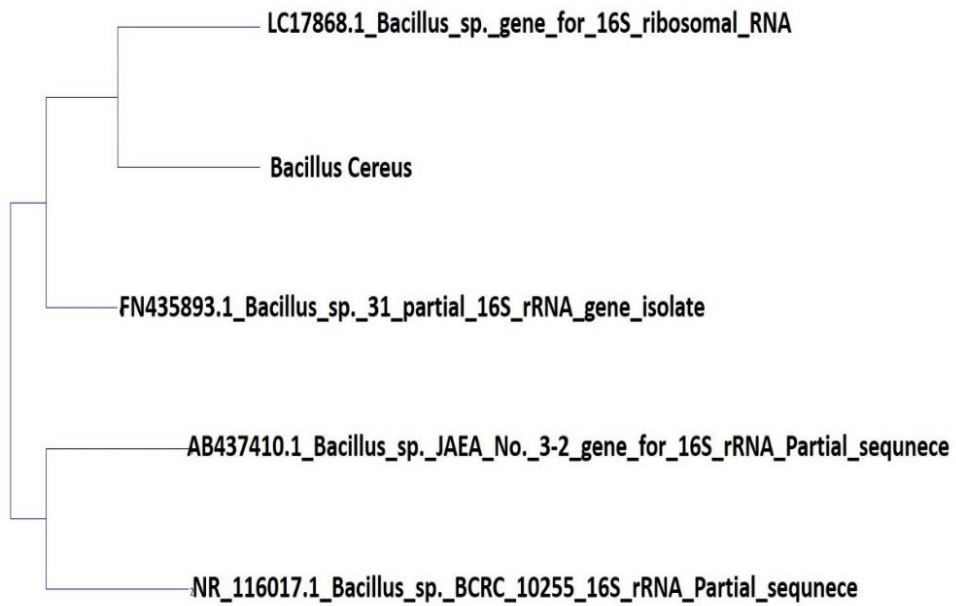 LC17868.1_Bacillus_sp._gene_for_16S_ribosomal_RNA
Bacillus Cereus
FN435893.1_Bacillus_sp._31_partial_16S_rRNA_gene_isolate
AB437410.1_Bacillus_sp._JAEA_No._3-2_gene_for_16S_rRNA_Partial_sequnece
NR_116017.1_Bacillus_sp._BCRC_10255_16S_rRNA_Partial_sequnece